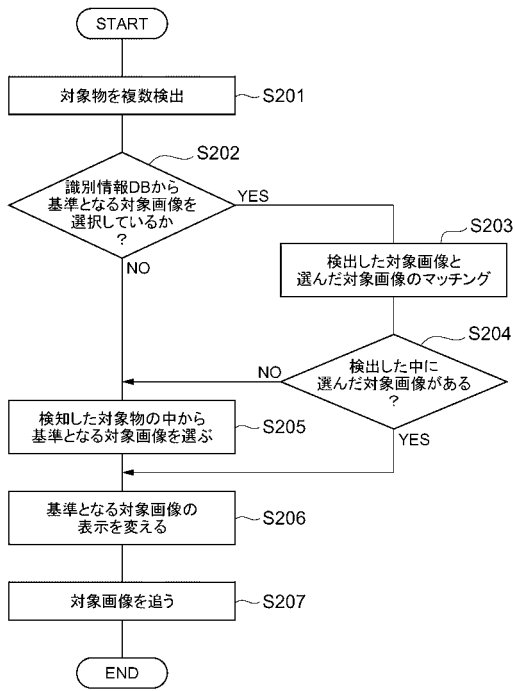 START
対象物を複数検出
S201
S202
識別情報DBから
基準となる対象画像を
選択しているか
?
YES
NO
S203
検出した対象画像と
選んだ対象画像のマッチング
S204
検出した中に
選んだ対象画像がある
?
NO
YES
検知した対象物の中から
基準となる対象画像を選ぶ
S205
基準となる対象画像の
表示を変える
S206
対象画像を追う
S207
END